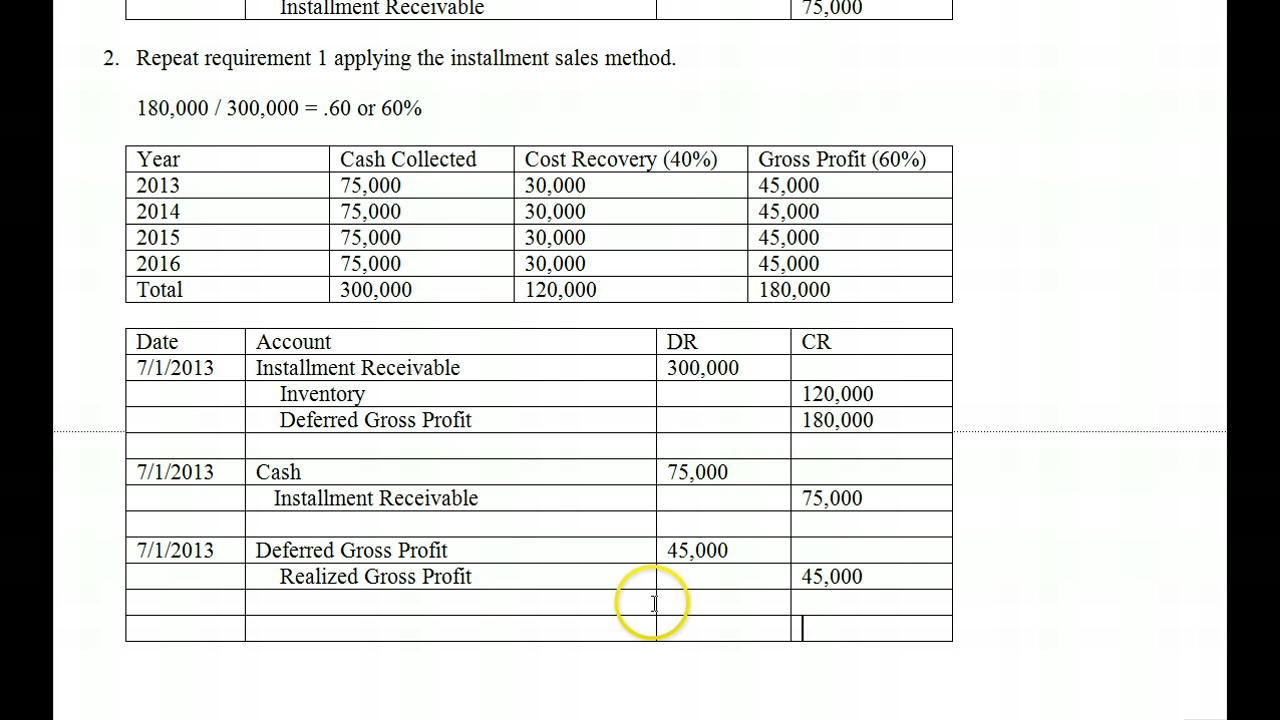 Installment Receivable 75,000
2. Repeat requirement 1 applying the installment sales method.
180,000 / 300,000 = .60 or 60%
Year Cash Collected Cost Recovery (40%) Gross Profit (60%)
2013 75,000 30,000 45,000
2014 75,000 30,000 45,000
2015 75,000 30,000 45,000
2016 75,000 30,000 45,000
Total 300,000 120,000 180,000
Date Account DR CR
7/1/2013 Installment Receivable 300,000
Inventory 120,000
Deferred Gross Profit 180,000
7/1/2013 Cash 75,000
Installment Receivable 75,000
7/1/2013 Deferred Gross Profit 45,000
Realized Gross Profit 45,000